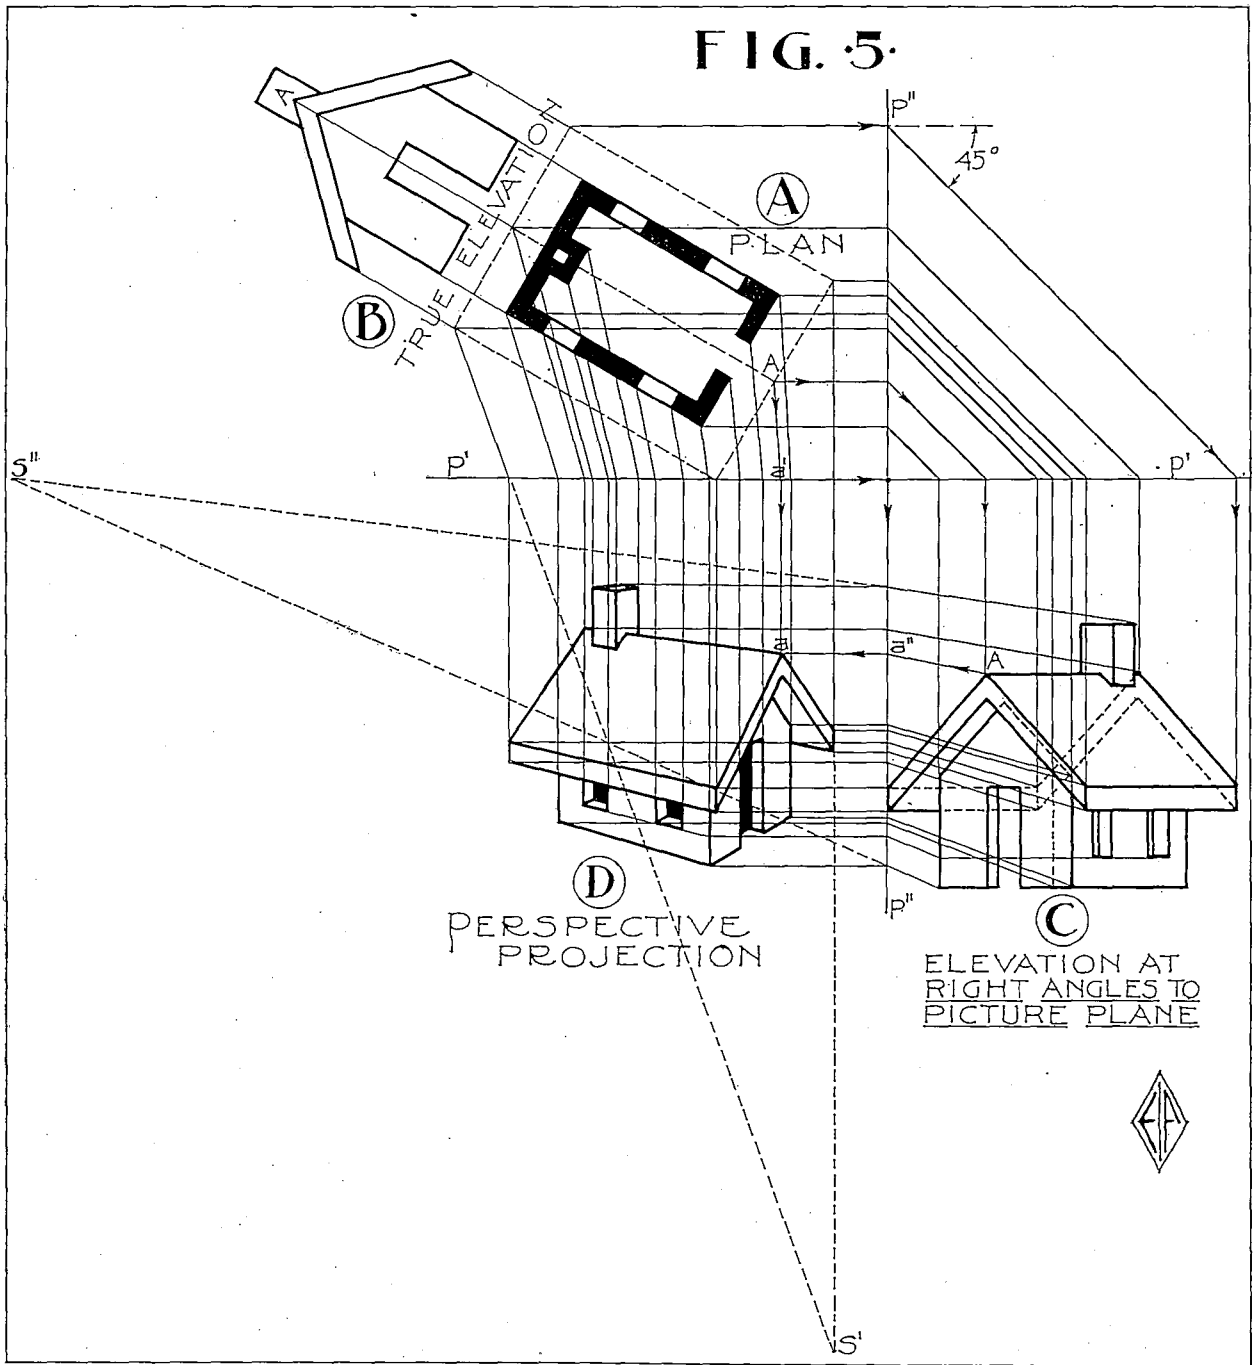 FIG. 5.
A
TRUE ELEVATION
P"
45°
A
PLAN
B
A
S"
P'
a'
P'
a
a"
A
D
PERSPECTIVE
PROJECTION
P"
C
ELEVATION AT
RIGHT ANGLES TO
PICTURE PLANE
S'